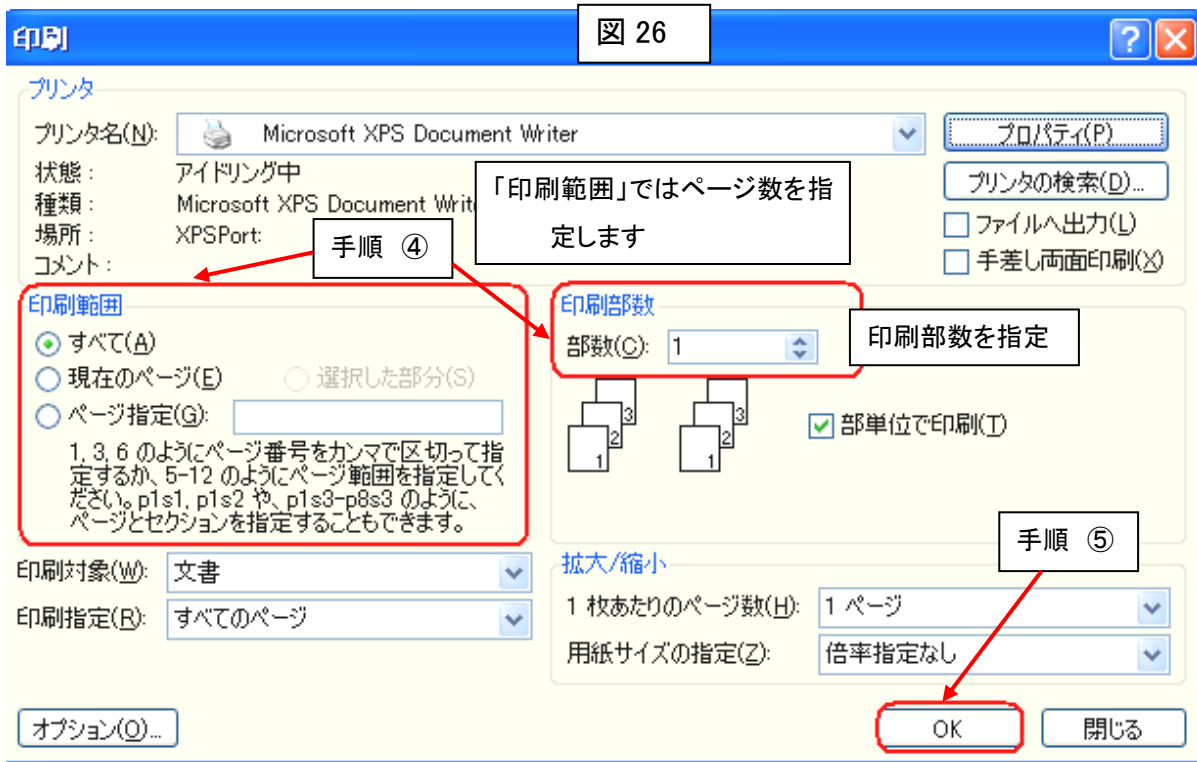 印刷
図 26
プリンタ
プリンタ名(N): Microsoft XPS Document Writer
プロパティ(P)
状態: アイドリング中
プリンタの検索(D)...
種類: Microsoft XPS Document Writ
「印刷範囲」ではページ数を指
定します
場所: XPSPort:
ファイルへ出力(L)
手順 ④
コメント:
手差し両面印刷(X)
印刷範囲
すべて(A)
現在のページ(E) 選択した部分(S)
ページ指定(G):
1, 3, 6 のようにページ番号をカンマで区切って指
定するか、5-12 のようにページ範囲を指定してく
ださい。p1s1, p1s2 や、p1s3-p8s3 のように、
ページとセクションを指定することもできます。
印刷部数
部数(C): 1
印刷部数を指定
3 3
2 2
1 1
部単位で印刷(T)
手順 ⑤
印刷対象(W): 文書
印刷指定(R): すべてのページ
拡大/縮小
1 枚あたりのページ数(H): 1 ページ
用紙サイズの指定(Z): 倍率指定なし
オプション(O)...
OK
閉じる